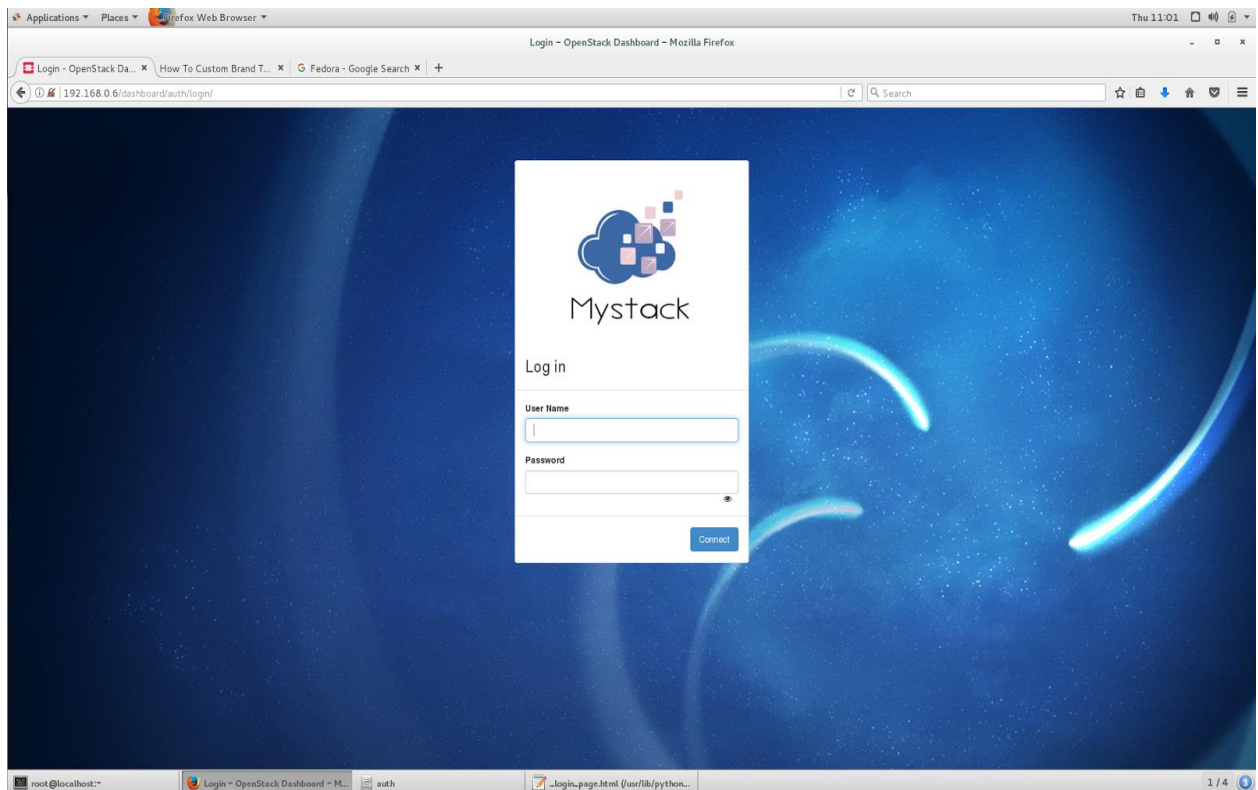 Applications Places Firefox Web Browser Thu 11:01
Login - OpenStack Dashboard - Mozilla Firefox
Login - OpenStack Da... How To Custom Brand T... G Fedora - Google Search
192.168.0.6/dashboard/auth/login/ Search
Mystack
Log in
User Name
Password
Connect
root@localhost:~ Login - OpenStack Dashboard - M... auth _login_page.html (/usr/lib/python... 1 / 4 3